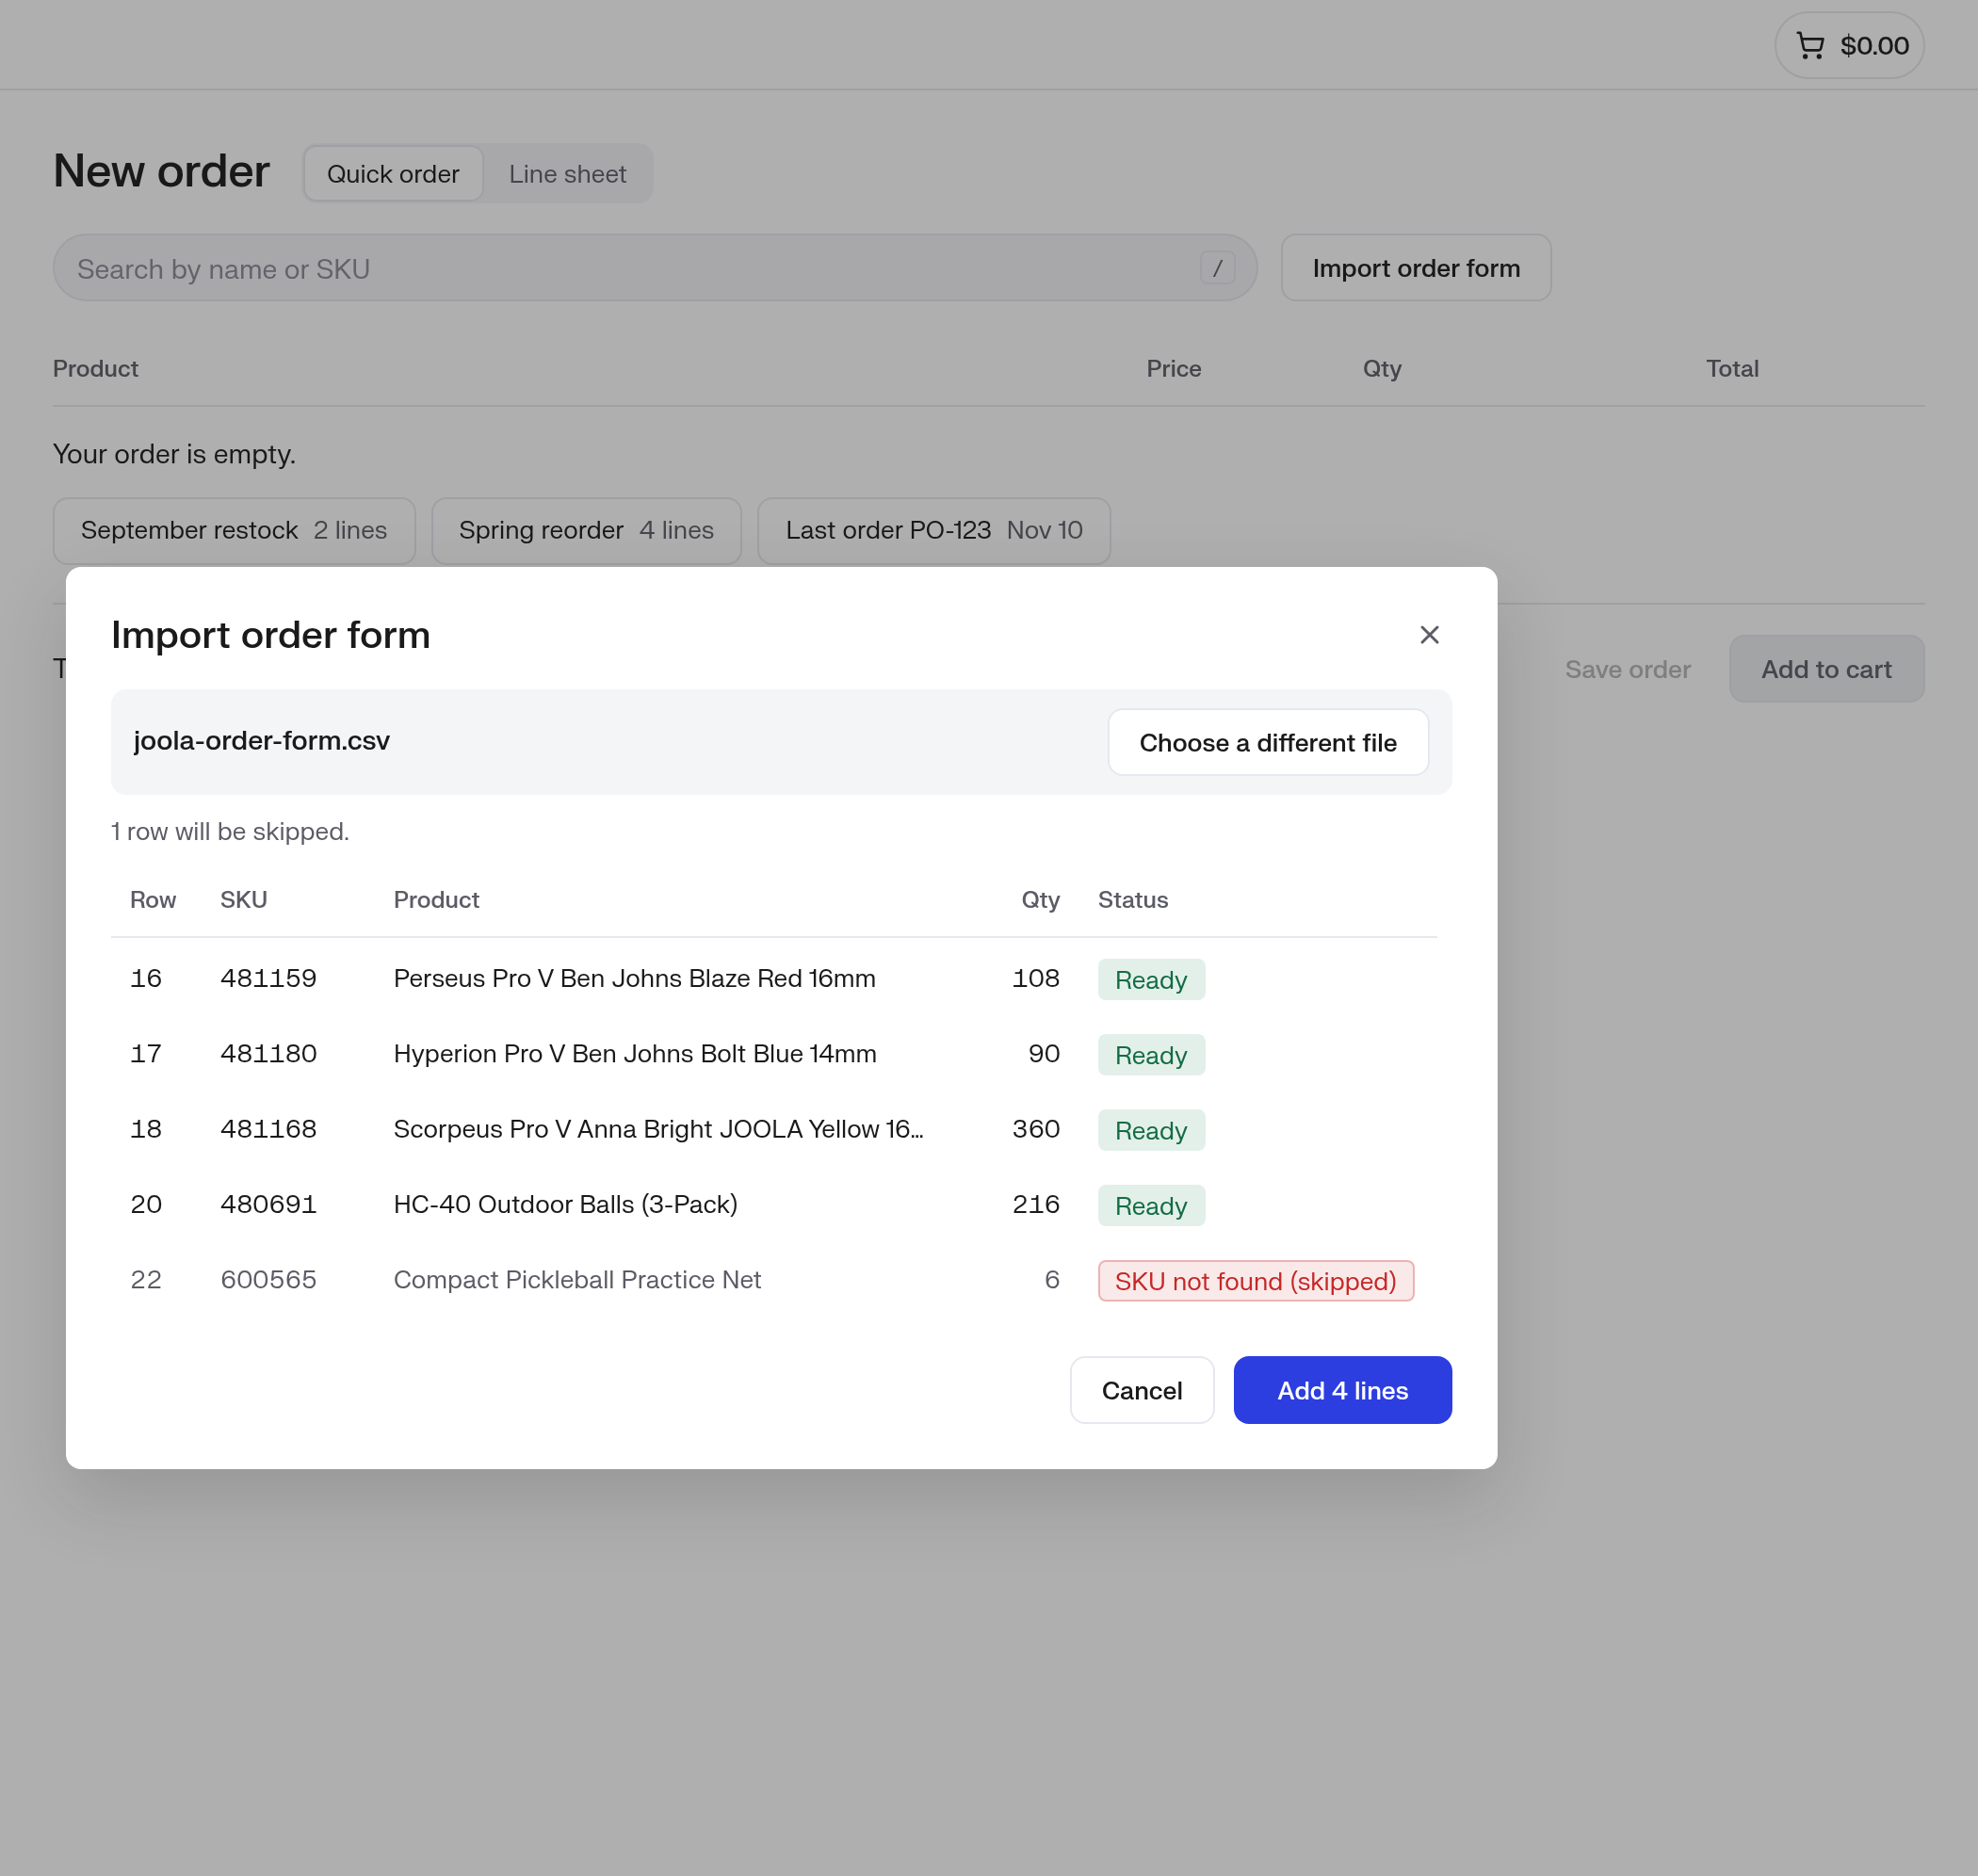 $0.00
New order
Quick order
Line sheet
Search by name or SKU
/
Import order form
Product Price Qty Total
Your order is empty.
September restock 2 lines
Spring reorder 4 lines
Last order PO-123 Nov 10
Save order
Add to cart
Import order form
joola-order-form.csv
Choose a different file
1 row will be skipped.
Row SKU Product Qty Status
16 481159 Perseus Pro V Ben Johns Blaze Red 16mm 108 Ready
17 481180 Hyperion Pro V Ben Johns Bolt Blue 14mm 90 Ready
18 481168 Scorpeus Pro V Anna Bright JOOLA Yellow 16... 360 Ready
20 480691 HC-40 Outdoor Balls (3-Pack) 216 Ready
22 600565 Compact Pickleball Practice Net 6 SKU not found (skipped)
Cancel
Add 4 lines